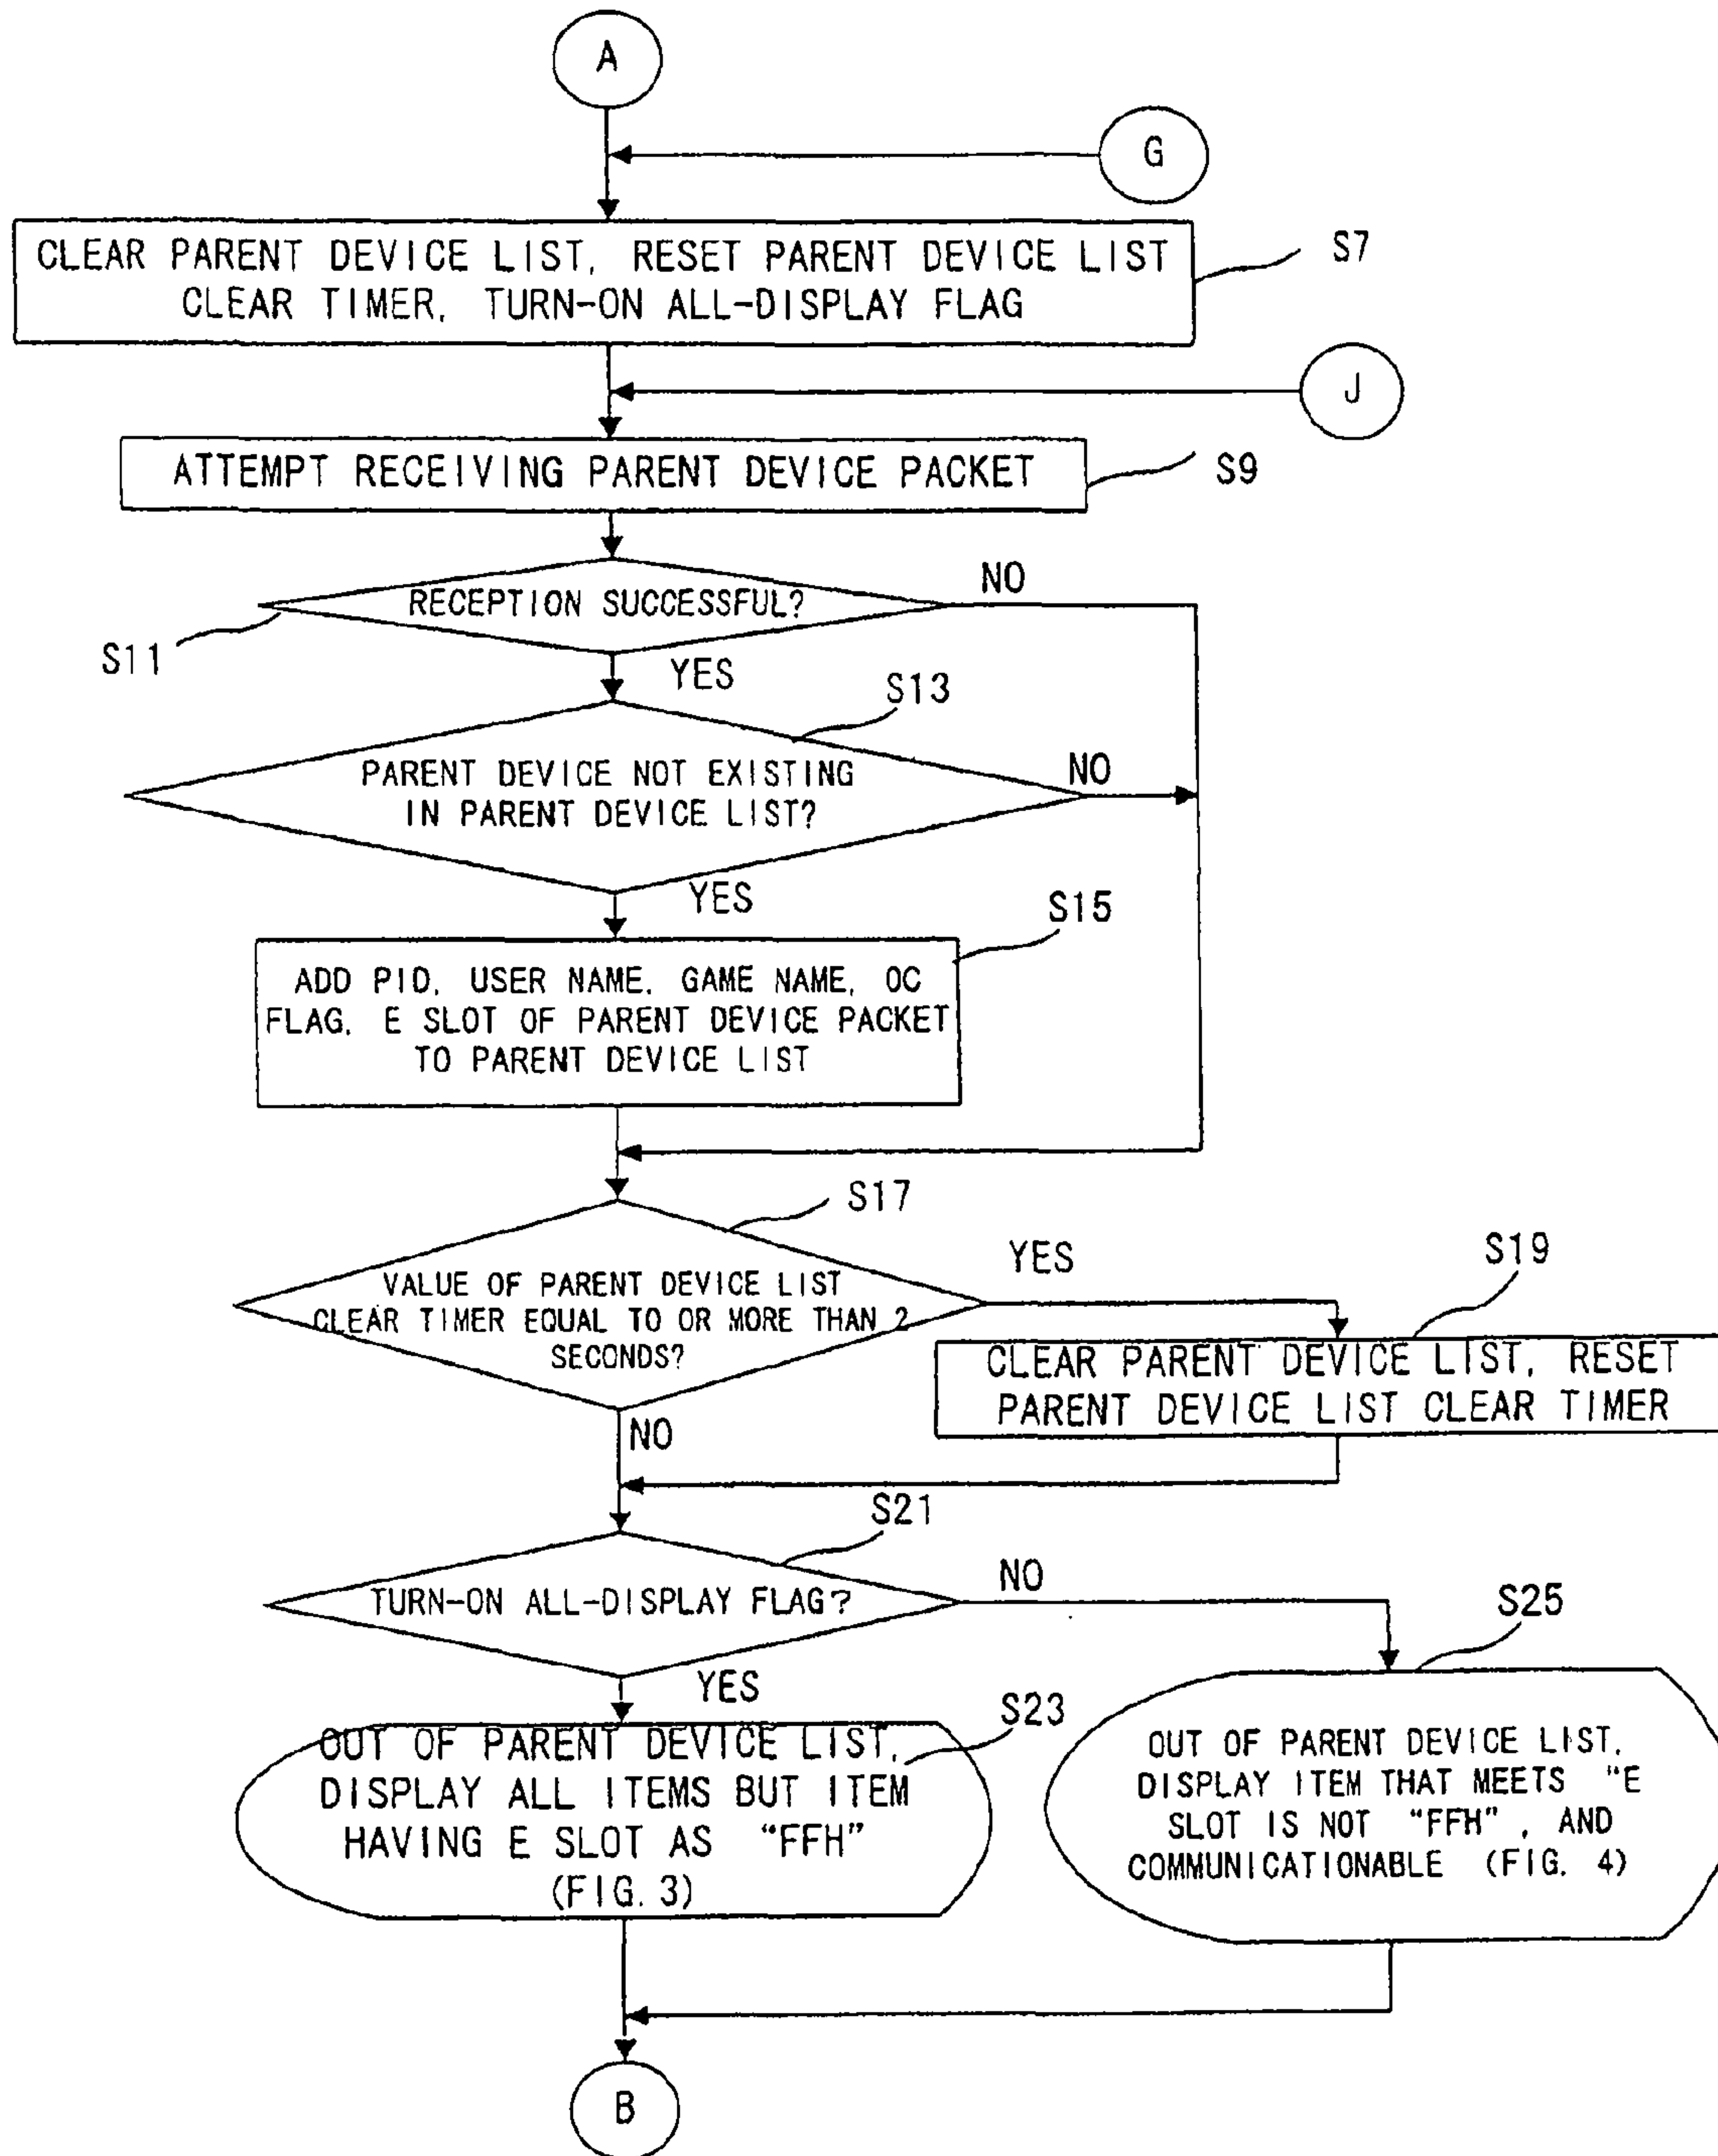 A
G
CLEAR PARENT DEVICE LIST, RESET PARENT DEVICE LIST
CLEAR TIMER, TURN-ON ALL-DISPLAY FLAG
S7
J
ATTEMPT RECEIVING PARENT DEVICE PACKET
S9
RECEPTION SUCCESSFUL?
NO
S11
YES
S13
PARENT DEVICE NOT EXISTING
IN PARENT DEVICE LIST?
NO
YES
S15
ADD PID, USER NAME, GAME NAME, OC
FLAG, E SLOT OF PARENT DEVICE PACKET
TO PARENT DEVICE LIST
S17
VALUE OF PARENT DEVICE LIST
CLEAR TIMER EQUAL TO OR MORE THAN 2
SECONDS?
YES
S19
CLEAR PARENT DEVICE LIST, RESET
PARENT DEVICE LIST CLEAR TIMER
NO
S21
TURN-ON ALL-DISPLAY FLAG?
NO
YES
S23
OUT OF PARENT DEVICE LIST,
DISPLAY ALL ITEMS BUT ITEM
HAVING E SLOT AS "FFH"
(FIG. 3)
S25
OUT OF PARENT DEVICE LIST,
DISPLAY ITEM THAT MEETS "E
SLOT IS NOT "FFH", AND
COMMUNICATIONABLE (FIG. 4)
B